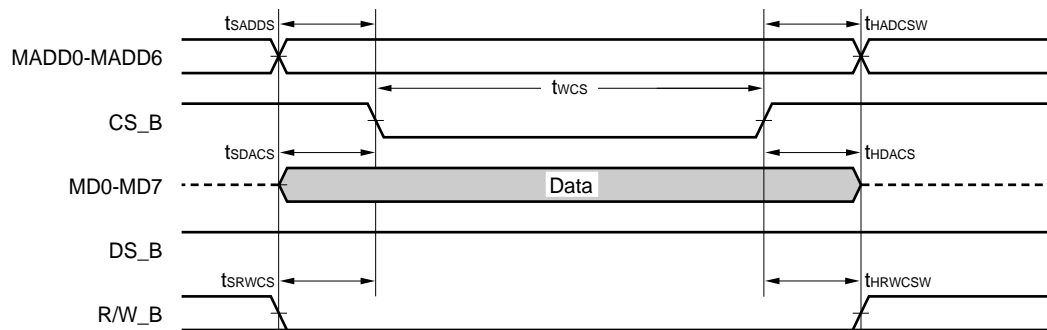 tSADDS tHADCSW
MADD0-MADD6
tWCS
CS_B
tSDACS tHDACS
MD0-MD7 Data
DS_B
tSRWCS tHRWCSW
R/W_B